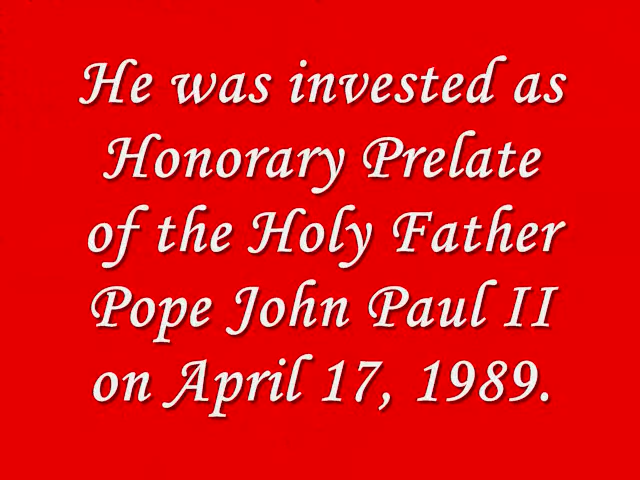 He was invested as
Honorary Prelate
of the Holy Father
Pope John Paul II
on April 17, 1989.